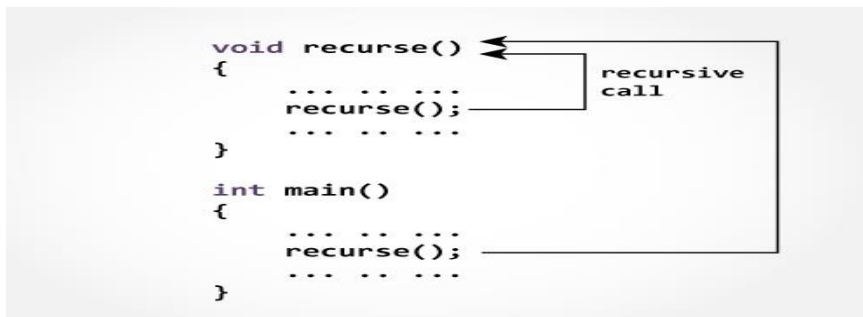 void recurse()
{
... .. ...
recurse();
... .. ...
}
recursive
call
int main()
{
... .. ...
recurse();
... .. ...
}